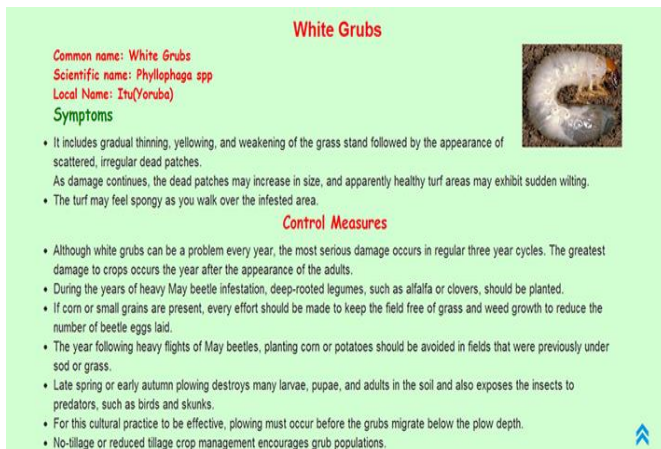 White Grubs
Common name: White Grubs
Scientific name: Phyllophaga spp
Local Name: Itu(Yoruba)
Symptoms
• It includes gradual thinning, yellowing, and weakening of the grass stand followed by the appearance of
scattered, irregular dead patches.
As damage continues, the dead patches may increase in size, and apparently healthy turf areas may exhibit sudden wilting.
• The turf may feel spongy as you walk over the infested area.
Control Measures
• Although white grubs can be a problem every year, the most serious damage occurs in regular three year cycles. The greatest
damage to crops occurs the year after the appearance of the adults.
• During the years of heavy May beetle infestation, deep-rooted legumes, such as alfalfa or clovers, should be planted.
• If corn or small grains are present, every effort should be made to keep the field free of grass and weed growth to reduce the
number of beetle eggs laid.
• The year following heavy flights of May beetles, planting corn or potatoes should be avoided in fields that were previously under
sod or grass.
• Late spring or early autumn plowing destroys many larvae, pupae, and adults in the soil and also exposes the insects to
predators, such as birds and skunks.
• For this cultural practice to be effective, plowing must occur before the grubs migrate below the plow depth.
• No-tillage or reduced tillage crop management encourages grub populations.